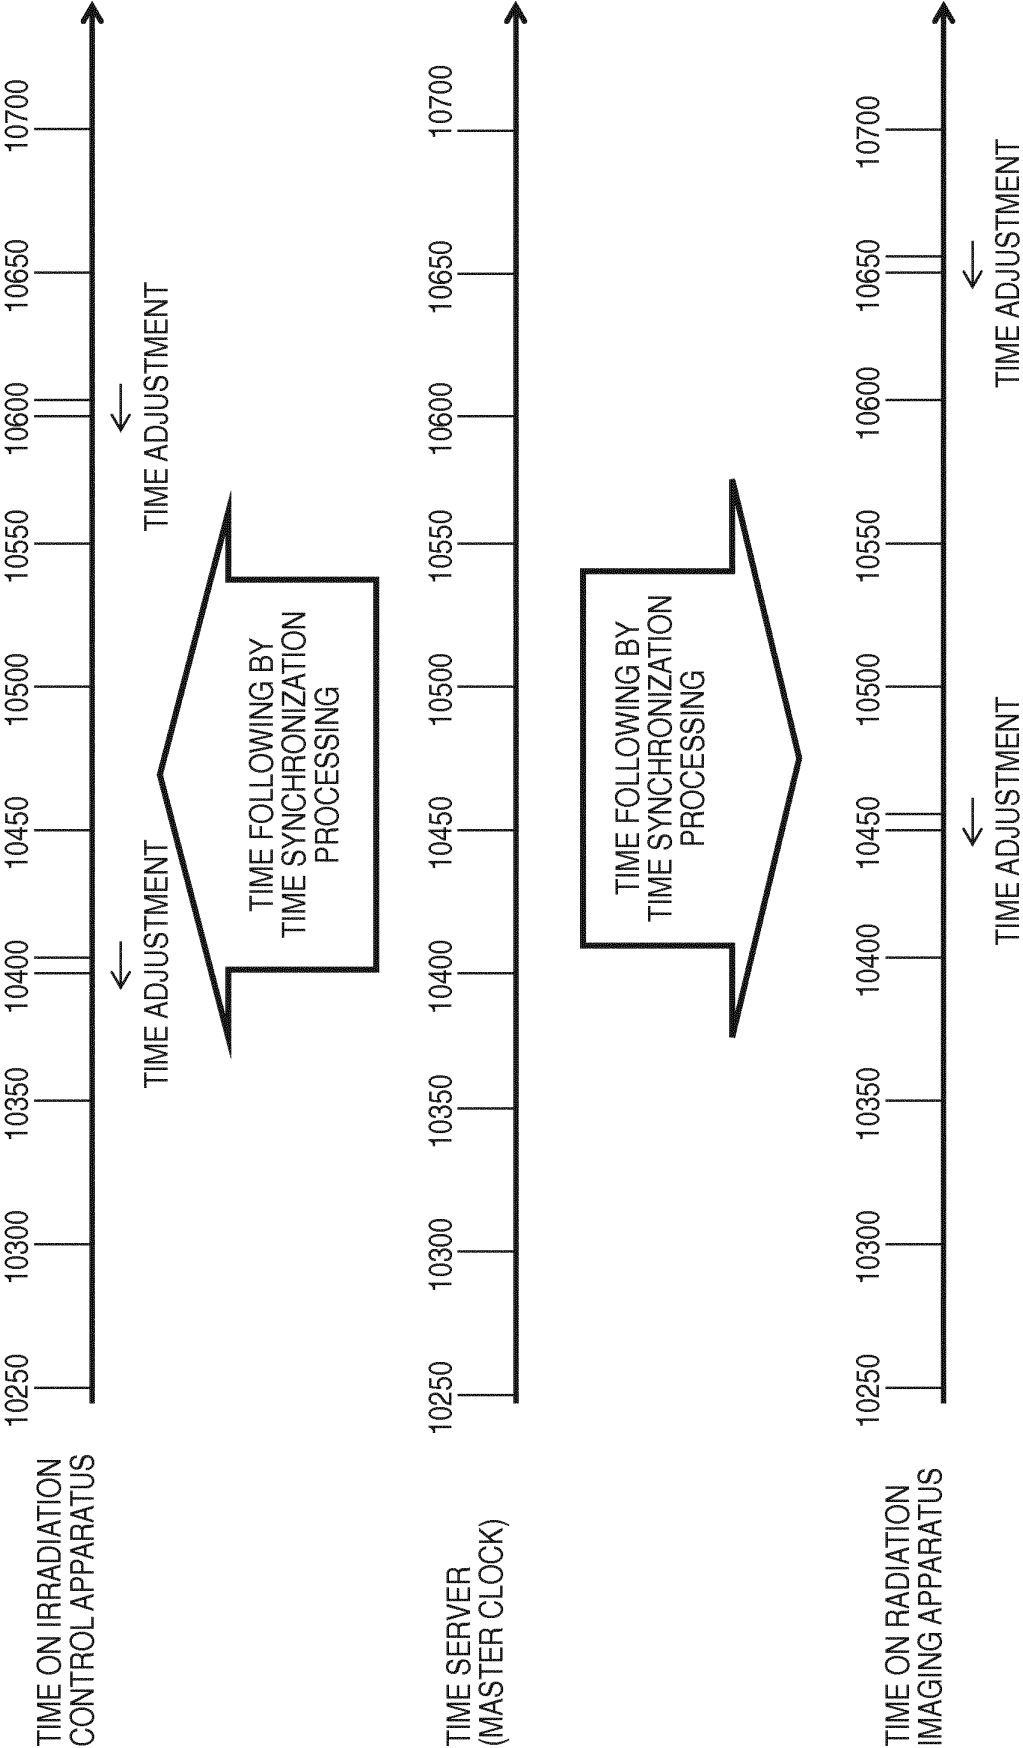 TIME ON IRRADIATION
CONTROL APPARATUS
10250
10300
10350
10400
10450
10500
10550
10600
10650
10700
TIME ADJUSTMENT
TIME ADJUSTMENT
TIME FOLLOWING BY
TIME SYNCHRONIZATION
PROCESSING
TIME SERVER
(MASTER CLOCK)
10250
10300
10350
10400
10450
10500
10550
10600
10650
10700
TIME FOLLOWING BY
TIME SYNCHRONIZATION
PROCESSING
TIME ON RADIATION
IMAGING APPARATUS
10250
10300
10350
10400
10450
10500
10550
10600
10650
10700
TIME ADJUSTMENT
TIME ADJUSTMENT